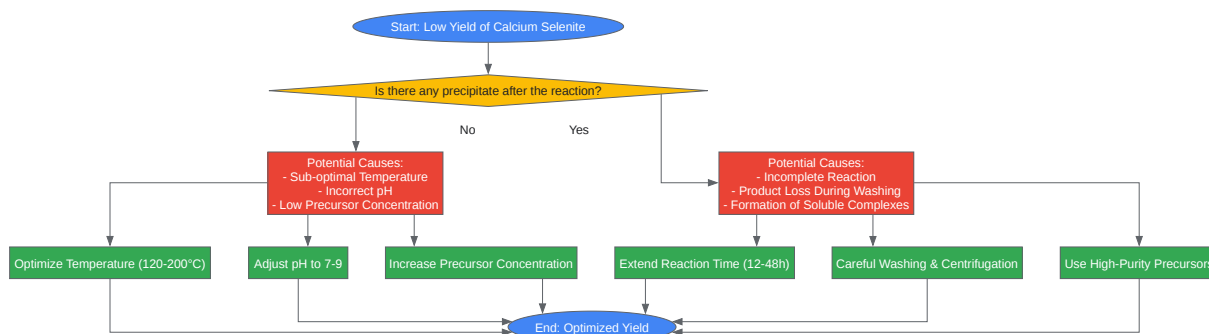 Start: Low Yield of Calcium Selenite
Is there any precipitate after the reaction?
No
Yes
Potential Causes:
- Sub-optimal Temperature
- Incorrect pH
- Low Precursor Concentration
Potential Causes:
- Incomplete Reaction
- Product Loss During Washing
- Formation of Soluble Complexes
Optimize Temperature (120-200°C)
Adjust pH to 7-9
Increase Precursor Concentration
Extend Reaction Time (12-48h)
Careful Washing & Centrifugation
Use High-Purity Precursors
End: Optimized Yield